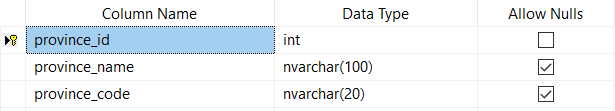 Column Name Data Type Allow Nulls
province_id int
province_name nvarchar(100)
province_code nvarchar(20)